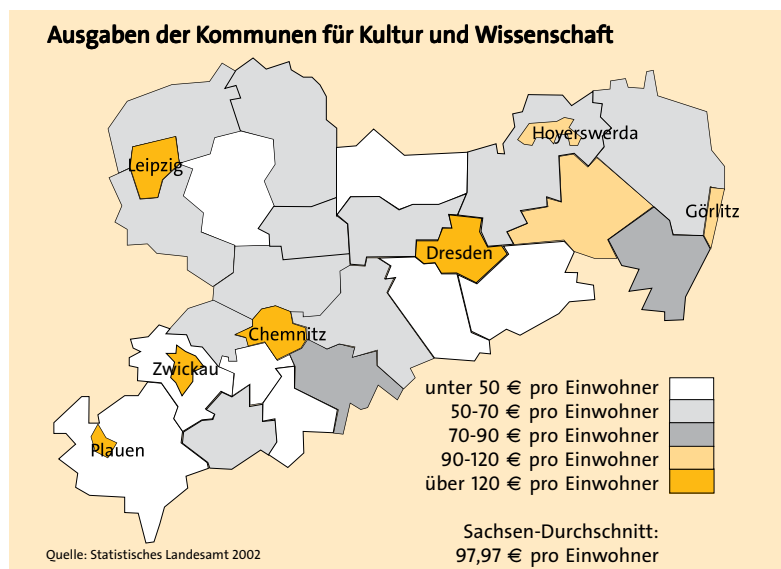 Ausgaben der Kommunen für Kultur und Wissenschaft
Hoyerswerda
Leipzig
Görlitz
Dresden
Chemnitz
Zwickau
Plauen
unter 50 € pro Einwohner
50-70 € pro Einwohner
70-90 € pro Einwohner
90-120 € pro Einwohner
über 120 € pro Einwohner
Sachsen-Durchschnitt:
97,97 € pro Einwohner
Quelle: Statistisches Landesamt 2002